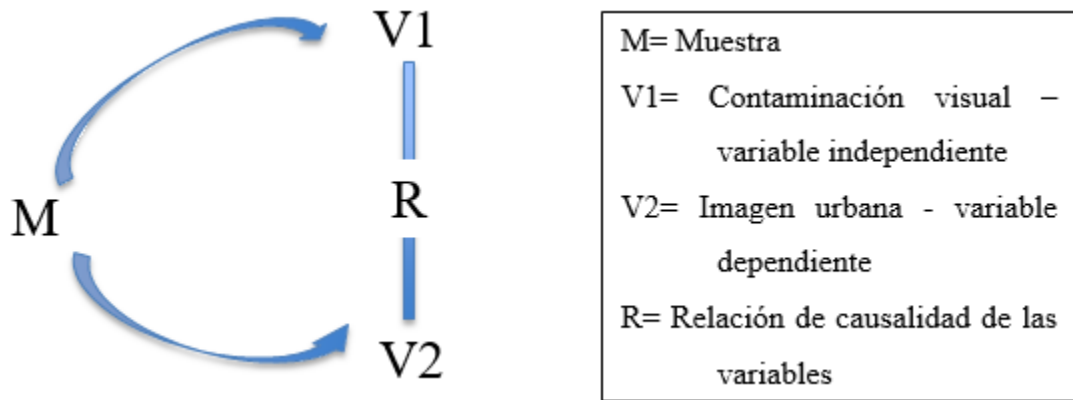 V1
M
R
V2
M= Muestra
V1= Contaminación visual –
variable independiente
V2= Imagen urbana - variable
dependiente
R= Relación de causalidad de las
variables